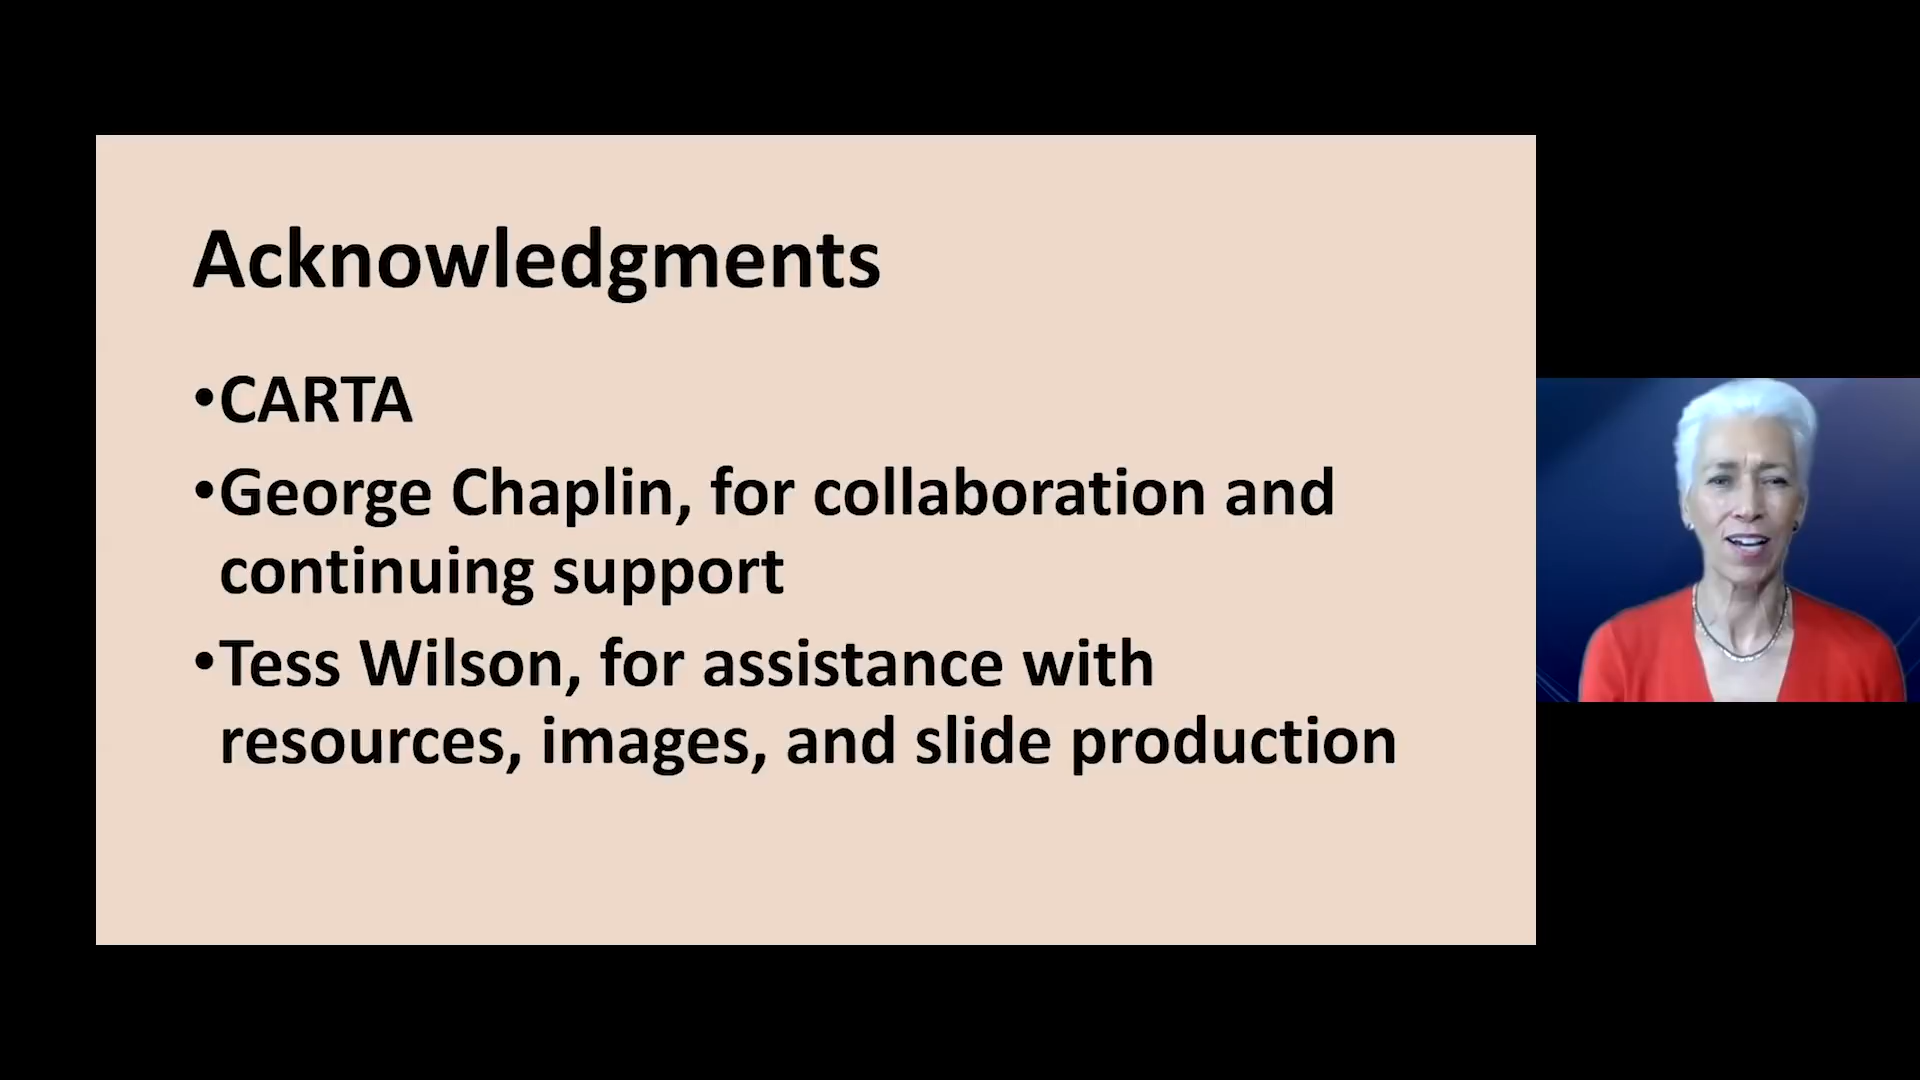 Acknowledgments
•CARTA
•George Chaplin, for collaboration and
continuing support
•Tess Wilson, for assistance with
resources, images, and slide production